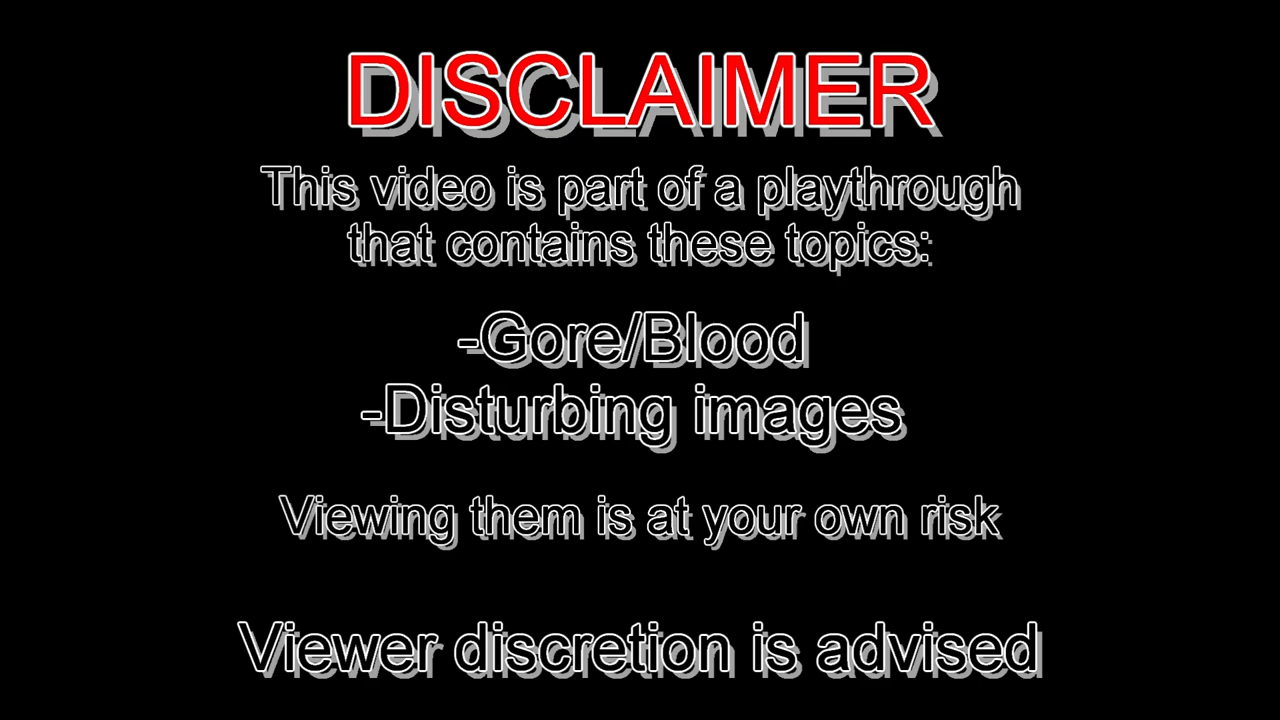 DISCLAIMER
This video is part of a playthrough
that contains these topics:
-Gore/Blood
-Disturbing images
Viewing them is at your own risk
Viewer discretion is advised